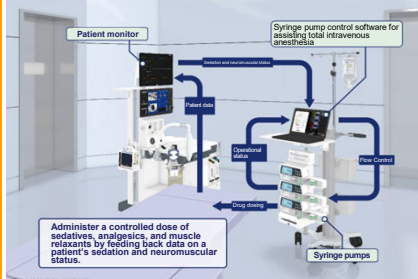 Patient monitor
Syringe pump control software for
assisting total intravenous
anesthesia
Sedation and neuromuscular status
Patient data
Operational
status
Flow Control
Drug dosing
Administer a controlled dose of
sedatives, analgesics, and muscle
relaxants by feeding back data on a
patient's sedation and neuromuscular
status.
Syringe pumps